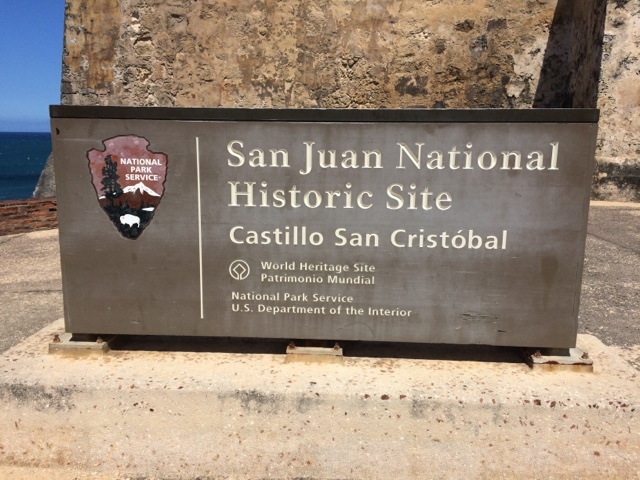 NATIONAL
PARK
SERVICE
San Juan National
Historic Site
Castillo San Cristóbal
World Heritage Site
Patrimonio Mundial
National Park Service
U.S. Department of the Interior